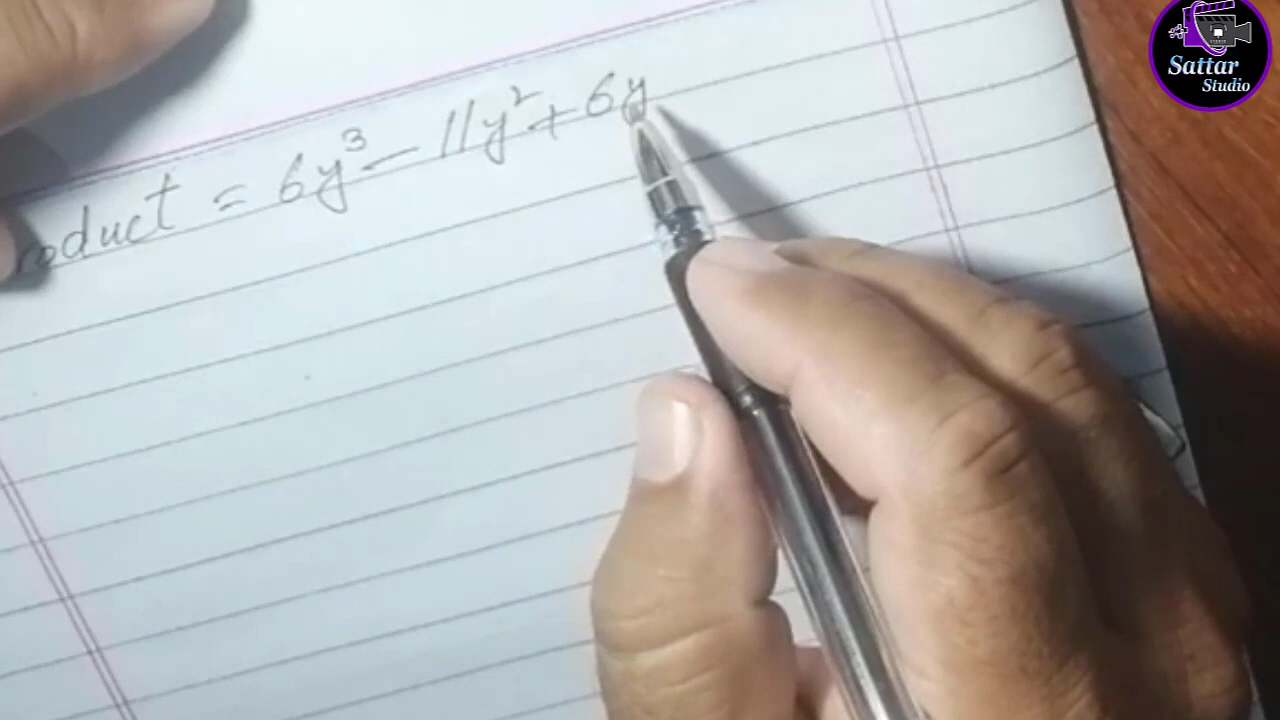 roduct = 6y³ - 11y² + 6y
Sattar
Studio